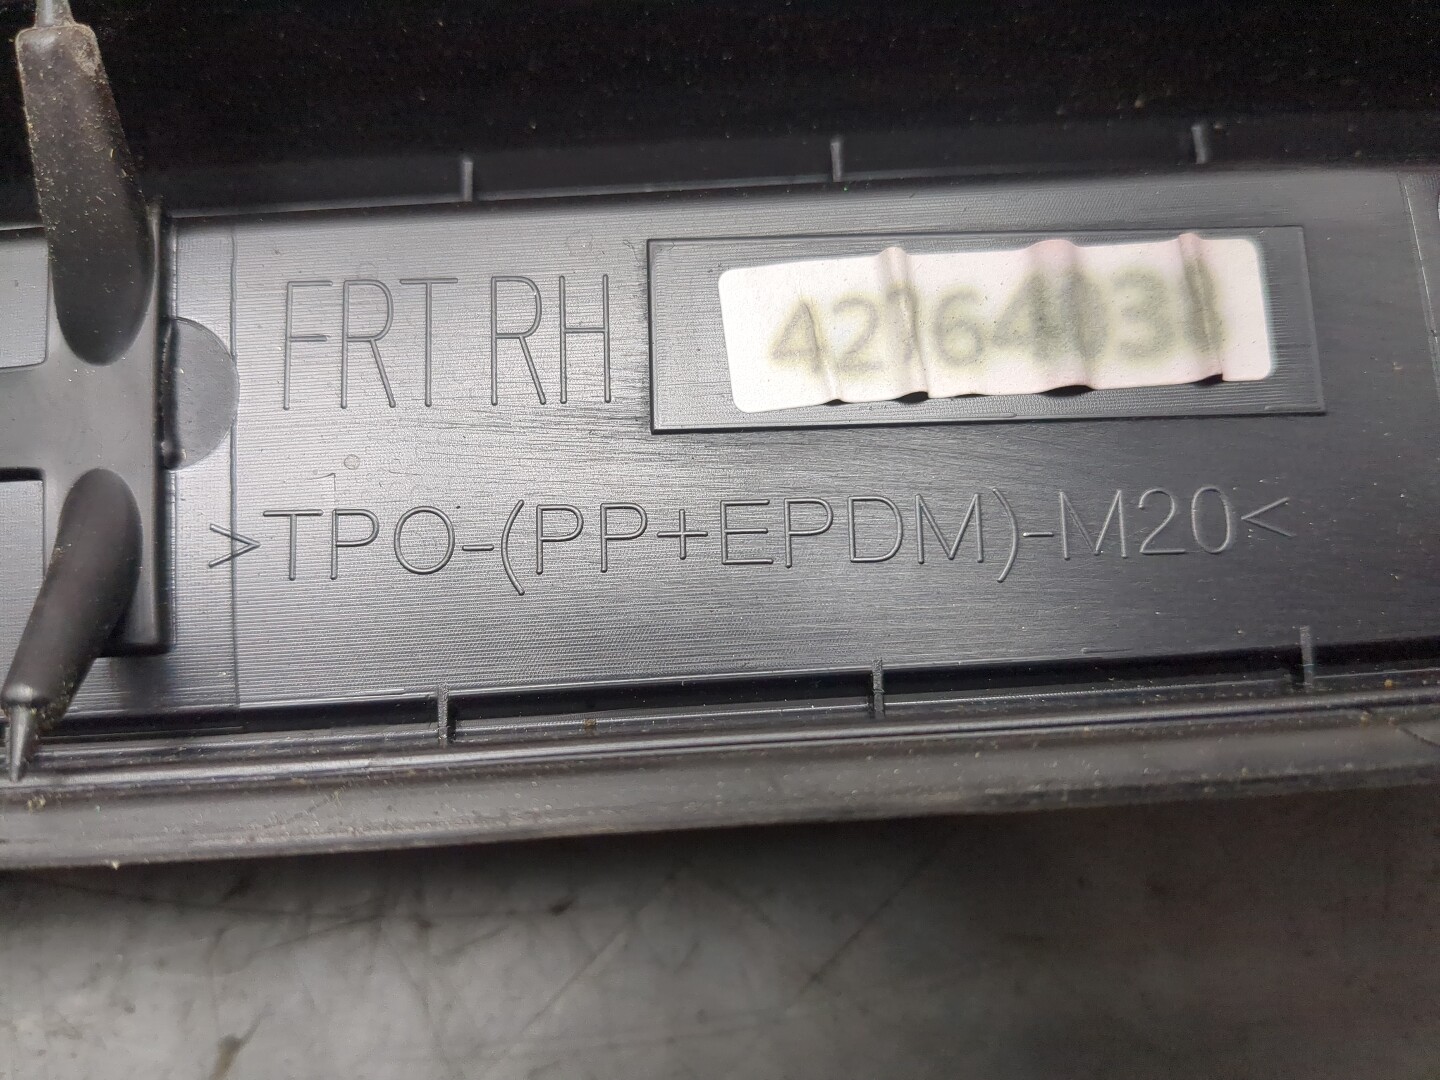 FRT RH
>TPO-(PP+EPDM)-M20<